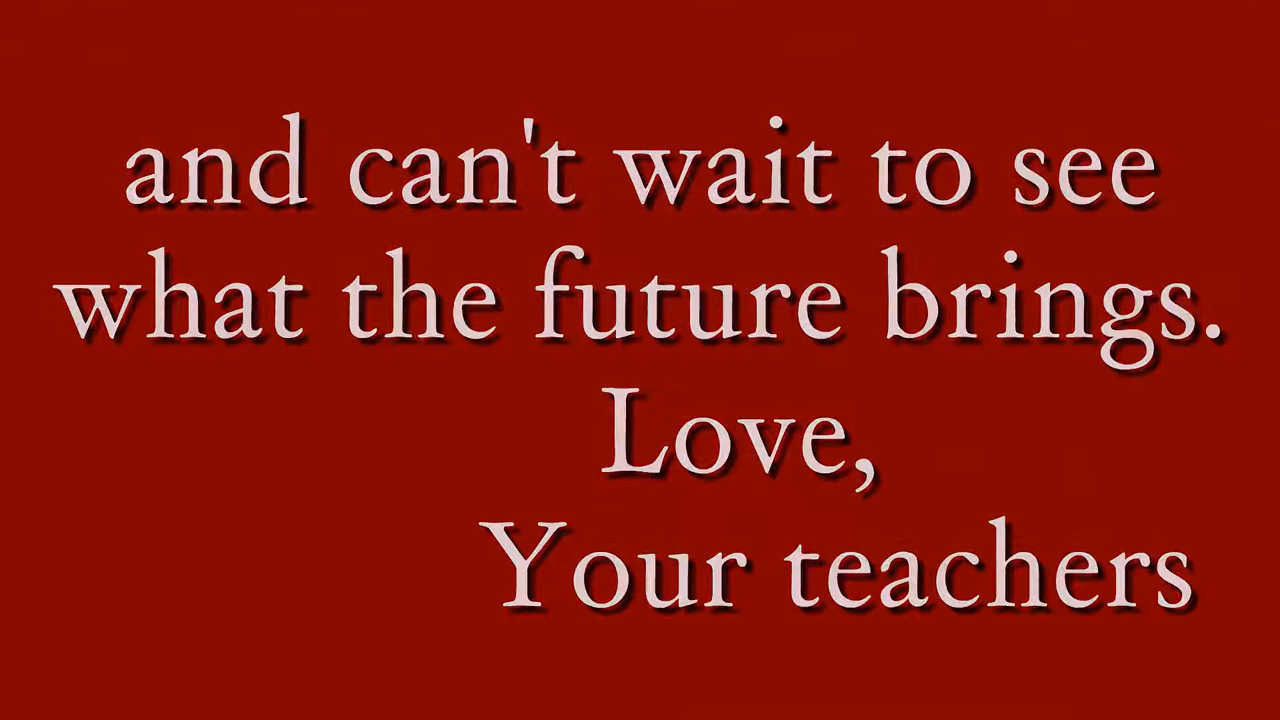 and can't wait to see
what the future brings.
Love,
Your teachers